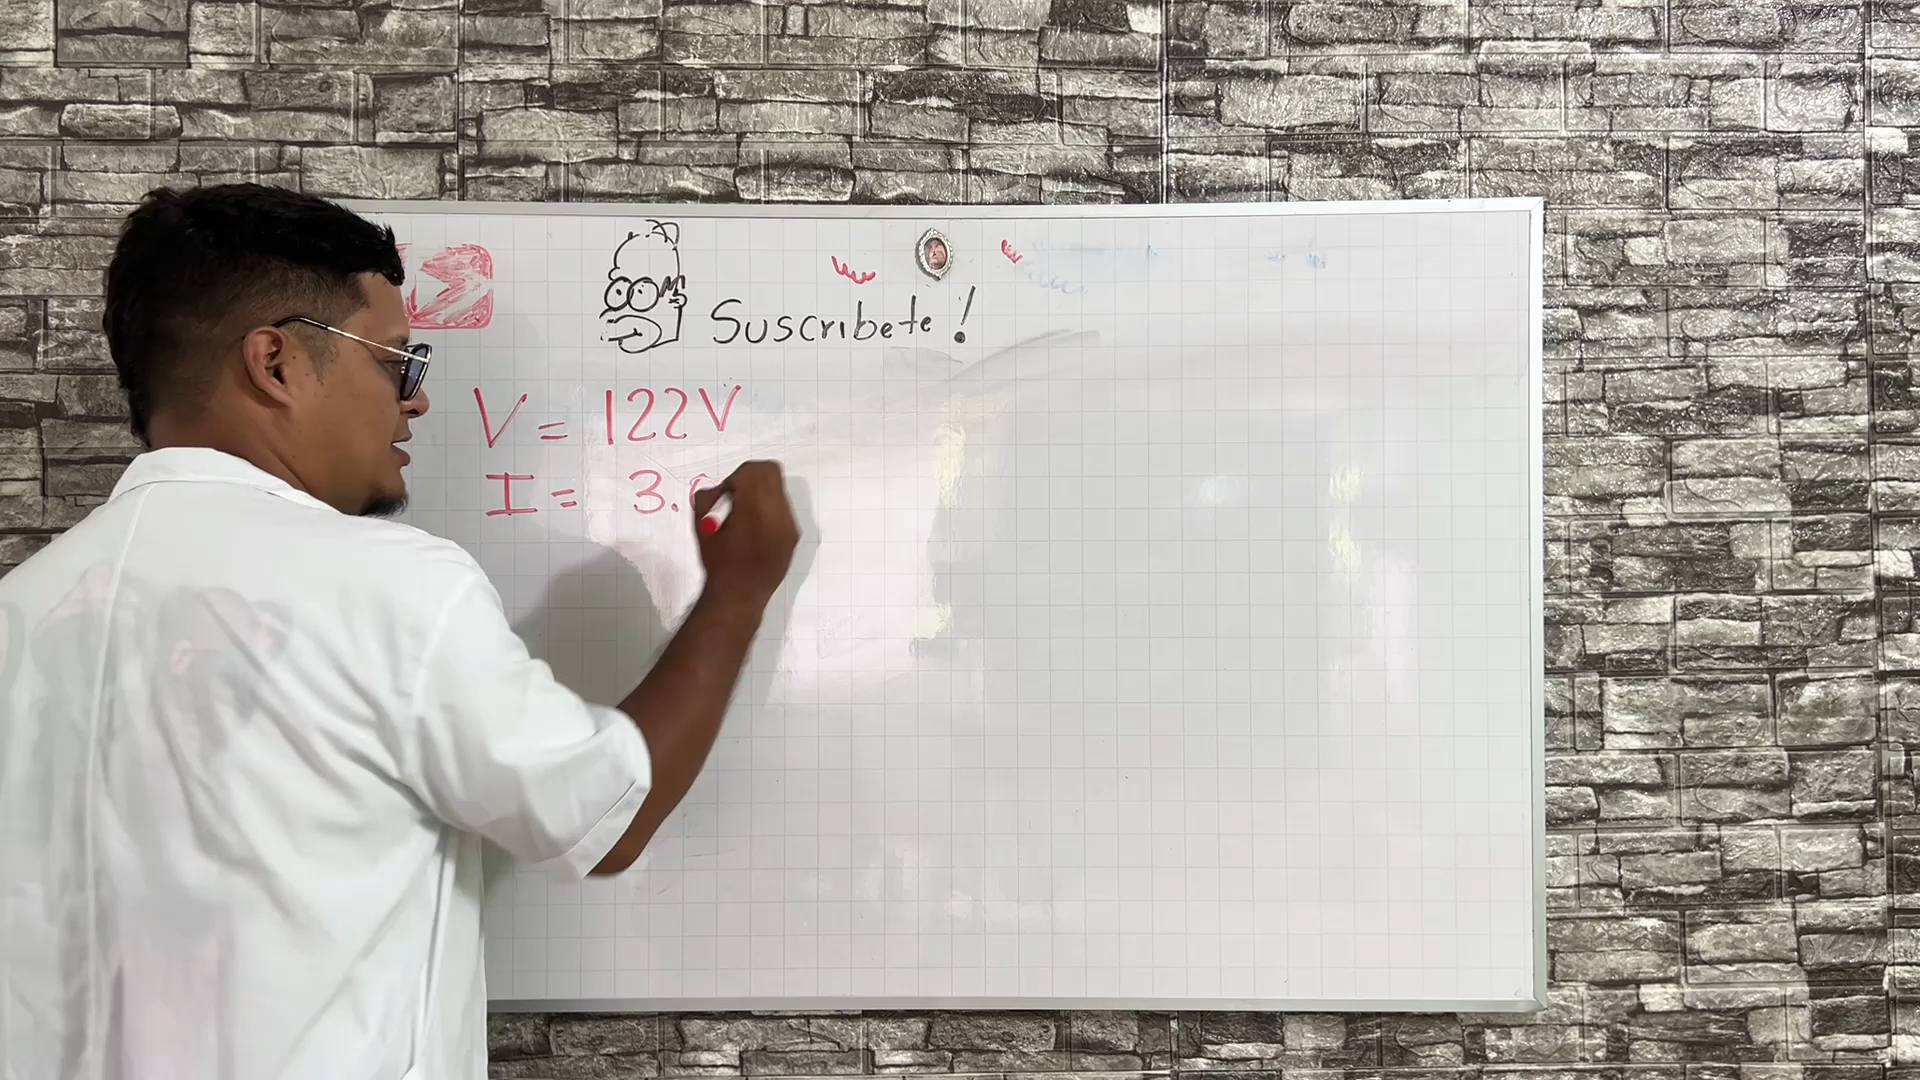 Suscribete!
V = 122V
I = 3.